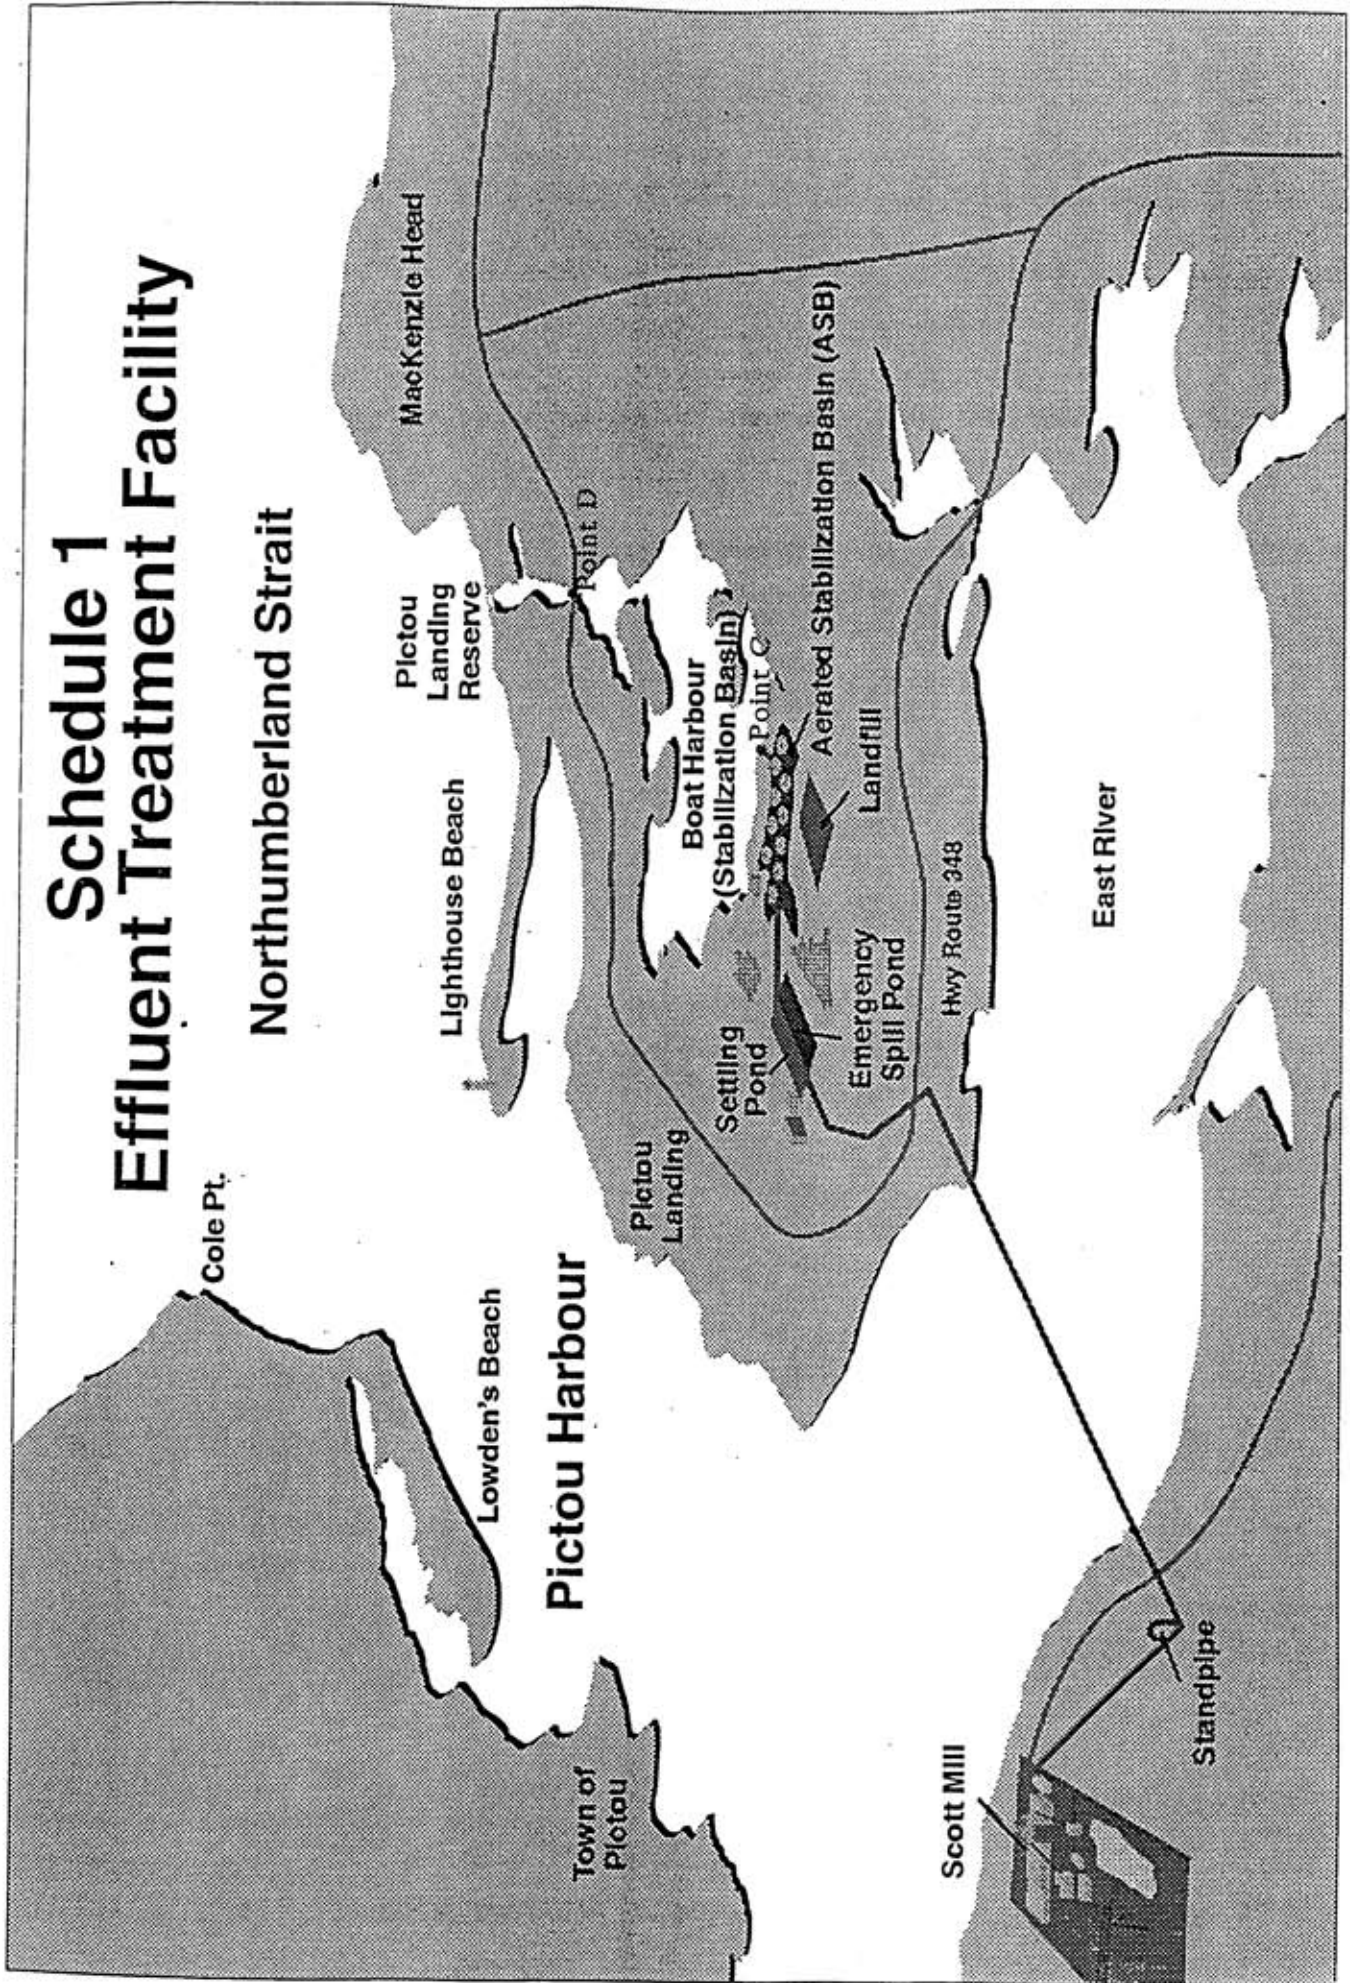 Schedule 1
Effluent Treatment Facility
Northumberland Strait
Cole Pt.
Lighthouse Beach
Pictou
Landing
Reserve
MacKenzie Head
Lowden's Beach
Pictou Harbour
Town of
Pictou
Pictou
Landing
Point D
Boat Harbour
(Stabilization Basin)
Point C
Settling
Pond
Aerated Stabilization Basin (ASB)
Landfill
Emergency
Spill Pond
Hwy Route 348
East River
Scott Mill
Standpipe